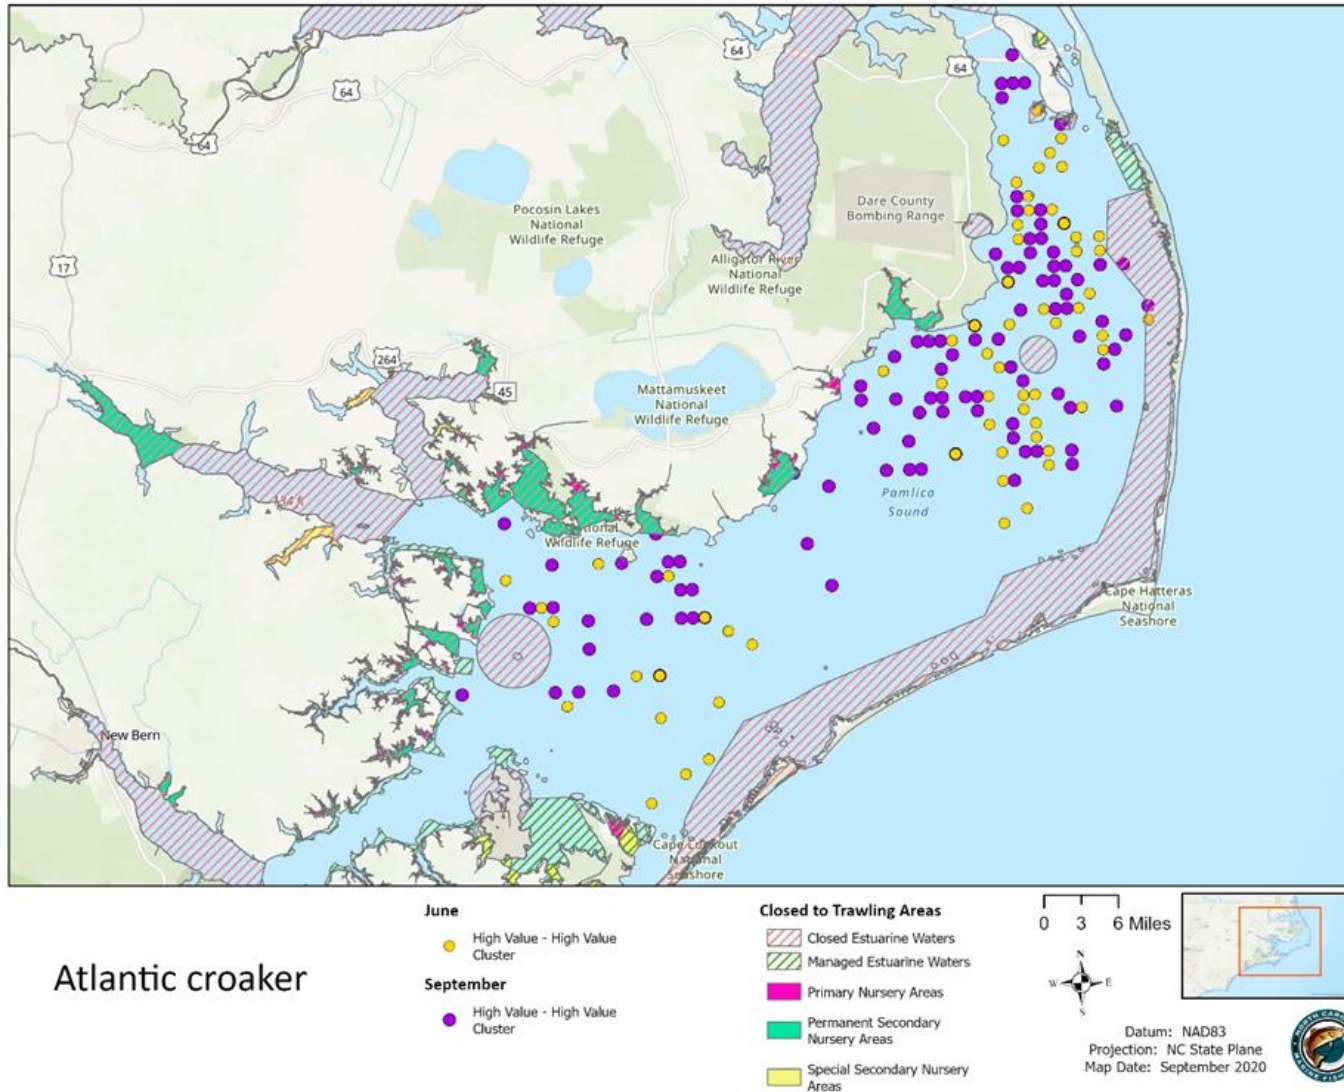 64
64
64
64
17
264
45
Pocosin Lakes
National
Wildlife Refuge
Dare County
Bombing Range
Alligator River
National
Wildlife Refuge
Mattamuskeet
National
Wildlife Refuge
134 ft
Pamlico
Sound
National
Wildlife Refuge
Cape Hatteras
National
Seashore
New Bern
Cape Lookout
National
Seashore
Atlantic croaker
June
High Value - High Value
Cluster
September
High Value - High Value
Cluster
Closed to Trawling Areas
Closed Estuarine Waters
Managed Estuarine Waters
Primary Nursery Areas
Permanent Secondary
Nursery Areas
Special Secondary Nursery
Areas
0 3 6 Miles
N
W E
S
Datum: NAD83
Projection: NC State Plane
Map Date: September 2020